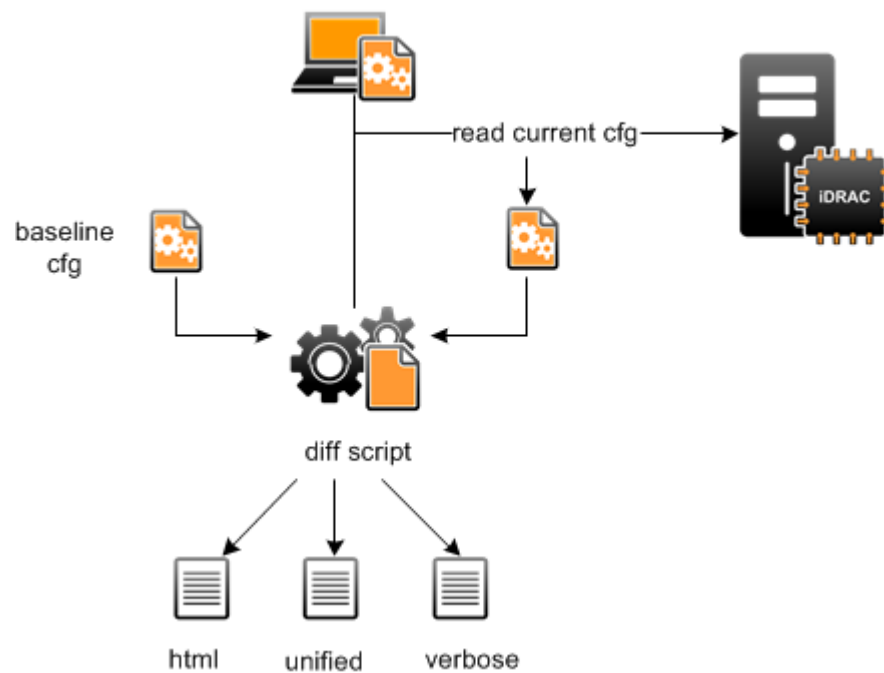 read current cfg
iDRAC
baseline
cfg
diff script
html
unified
verbose